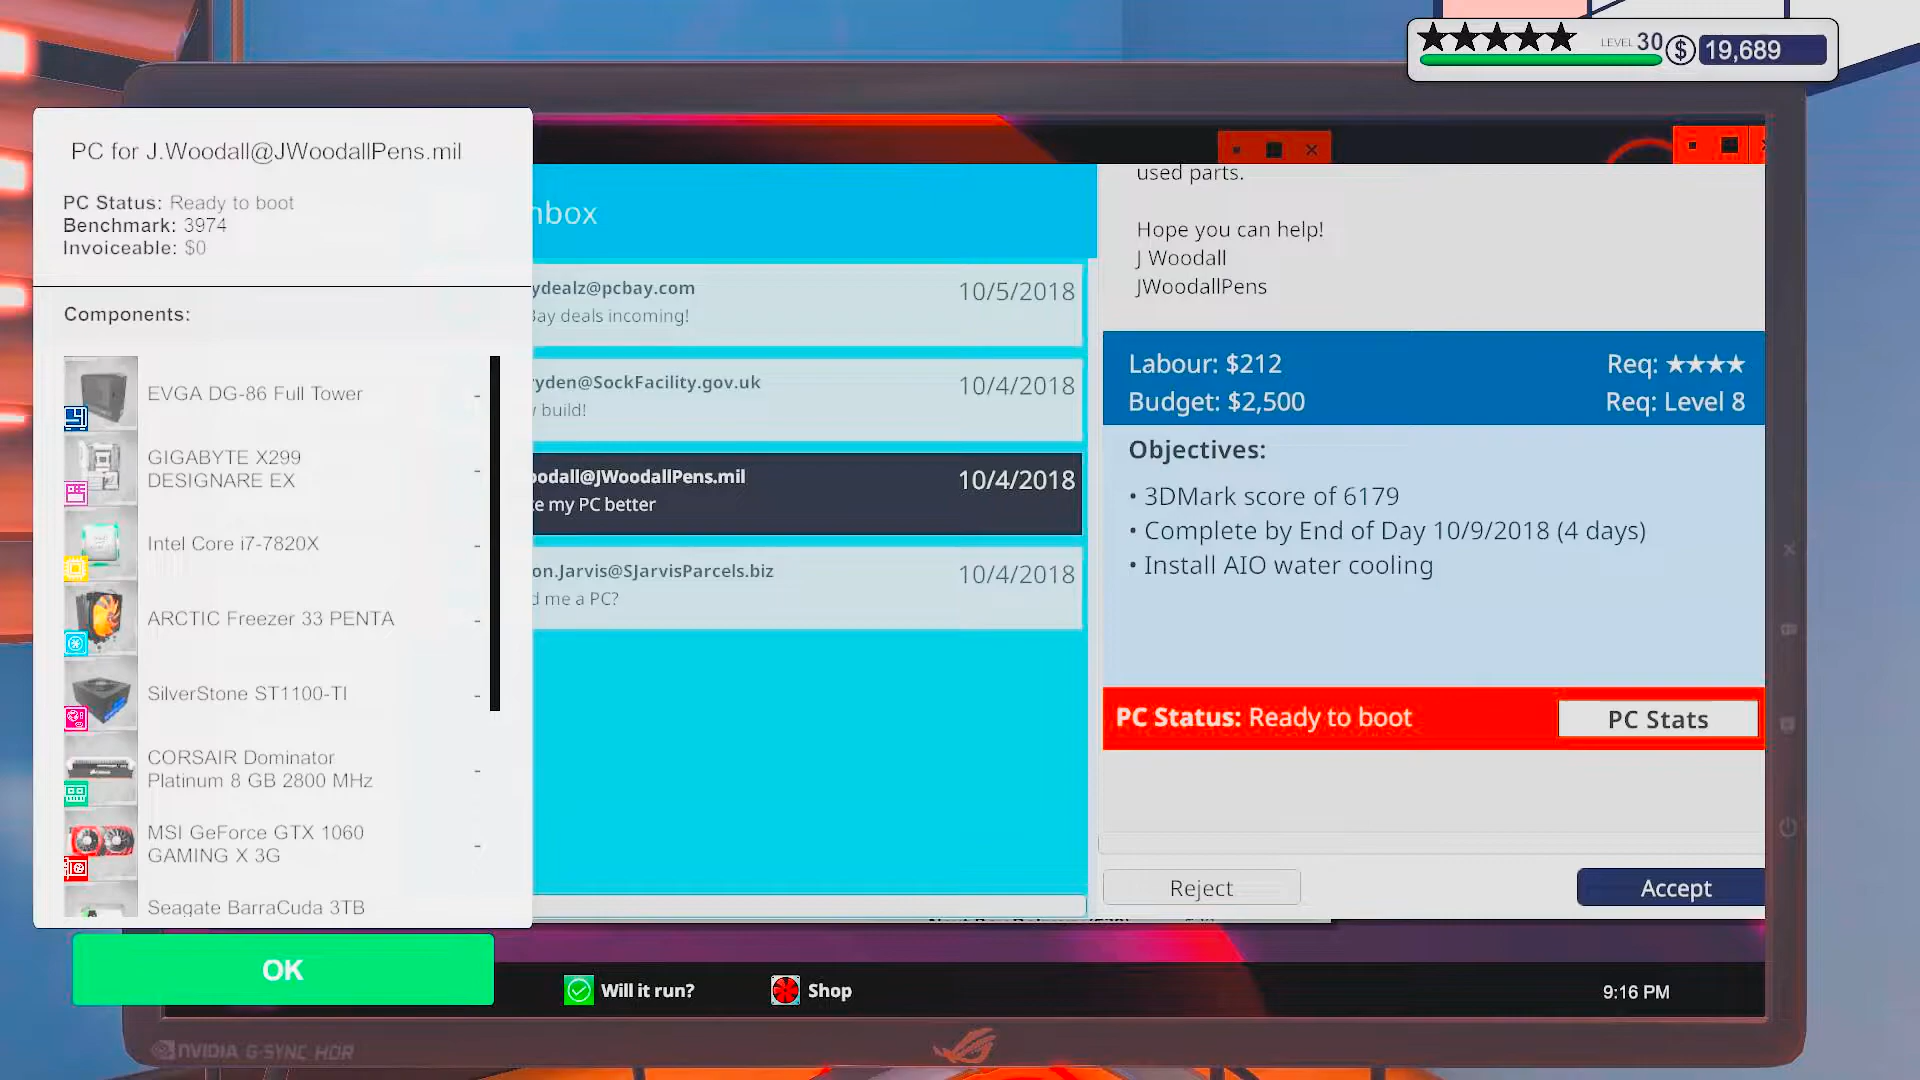 LEVEL 30 $ 19,689
PC for J.Woodall@JWoodallPens.mil
PC Status: Ready to boot
Benchmark: 3974
Invoiceable: $0
Components:
EVGA DG-86 Full Tower -
GIGABYTE X299
DESIGNARE EX -
Intel Core i7-7820X -
ARCTIC Freezer 33 PENTA -
SilverStone ST1100-TI -
CORSAIR Dominator
Platinum 8 GB 2800 MHz -
MSI GeForce GTX 1060
GAMING X 3G -
Seagate BarraCuda 3TB
OK
nbox
ydealz@pcbay.com 10/5/2018
Bay deals incoming!
ryden@SockFacility.gov.uk 10/4/2018
build!
oodall@JWoodallPens.mil 10/4/2018
ke my PC better
on.Jarvis@SJarvisParcels.biz 10/4/2018
d me a PC?
used parts.
Hope you can help!
J Woodall
JWoodallPens
Labour: $212 Req: ★★★★
Budget: $2,500 Req: Level 8
Objectives:
• 3DMark score of 6179
• Complete by End of Day 10/9/2018 (4 days)
• Install AIO water cooling
PC Status: Ready to boot PC Stats
Reject Accept
Will it run? Shop 9:16 PM
NVIDIA G-SYNC HDR